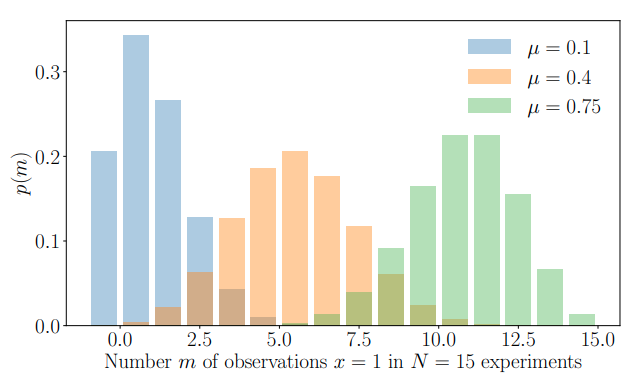 μ = 0.1
μ = 0.4
μ = 0.75
0.3
0.2
0.1
0.0
p(m)
0.0 2.5 5.0 7.5 10.0 12.5 15.0
Number m of observations x = 1 in N = 15 experiments